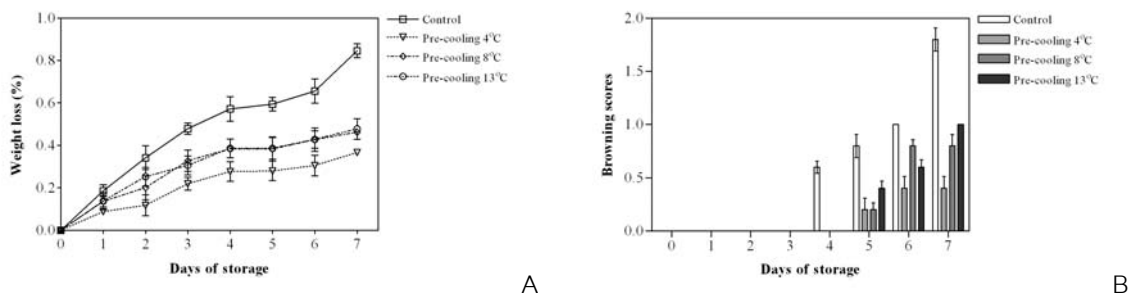 1.0
0.8
0.6
0.4
0.2
0.0
Weight loss (%)
0 1 2 3 4 5 6 7
Days of storage
Control
Pre-cooling 4°C
Pre-cooling 8°C
Pre-cooling 13°C
A
2.0
1.5
1.0
0.5
0.0
Browning scores
0 1 2 3 4 5 6 7
Days of storage
Control
Pre-cooling 4°C
Pre-cooling 8°C
Pre-cooling 13°C
B